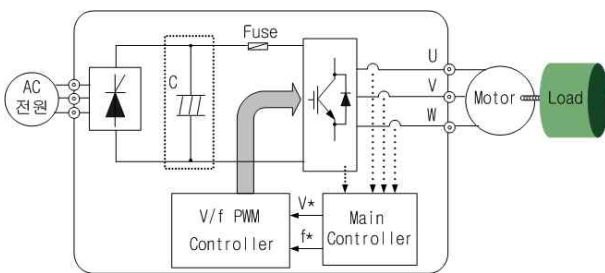 Fuse
U
AC
전원
C
V
Motor
Load
W
V/f PWM
Controller
V*
f*
Main
Controller